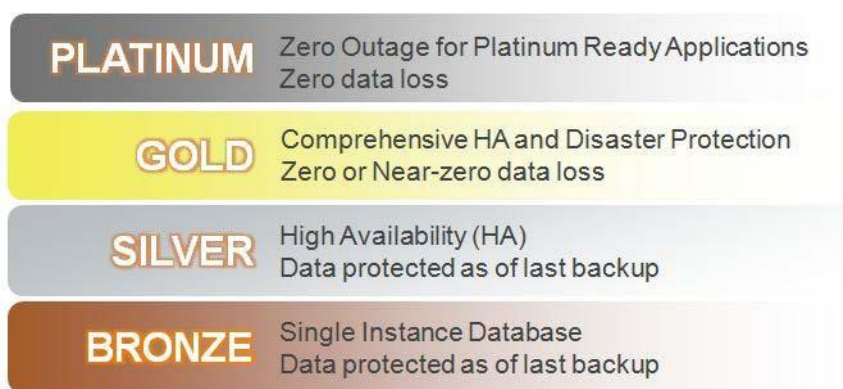 PLATINUM
Zero Outage for Platinum Ready Applications
Zero data loss
GOLD
Comprehensive HA and Disaster Protection
Zero or Near-zero data loss
SILVER
High Availability (HA)
Data protected as of last backup
BRONZE
Single Instance Database
Data protected as of last backup